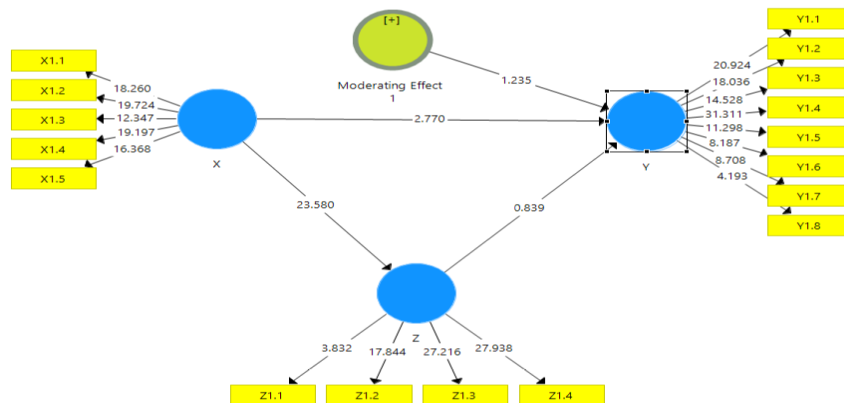 [+]
Moderating Effect
1
X1.1
X1.2
X1.3
X1.4
X1.5
18.260
19.724
12.347
19.197
16.368
X
1.235
2.770
23.580
0.839
Y
20.924
18.036
14.528
31.311
11.298
8.187
8.708
4.193
Y1.1
Y1.2
Y1.3
Y1.4
Y1.5
Y1.6
Y1.7
Y1.8
Z
3.832
17.844
27.216
27.938
Z1.1
Z1.2
Z1.3
Z1.4